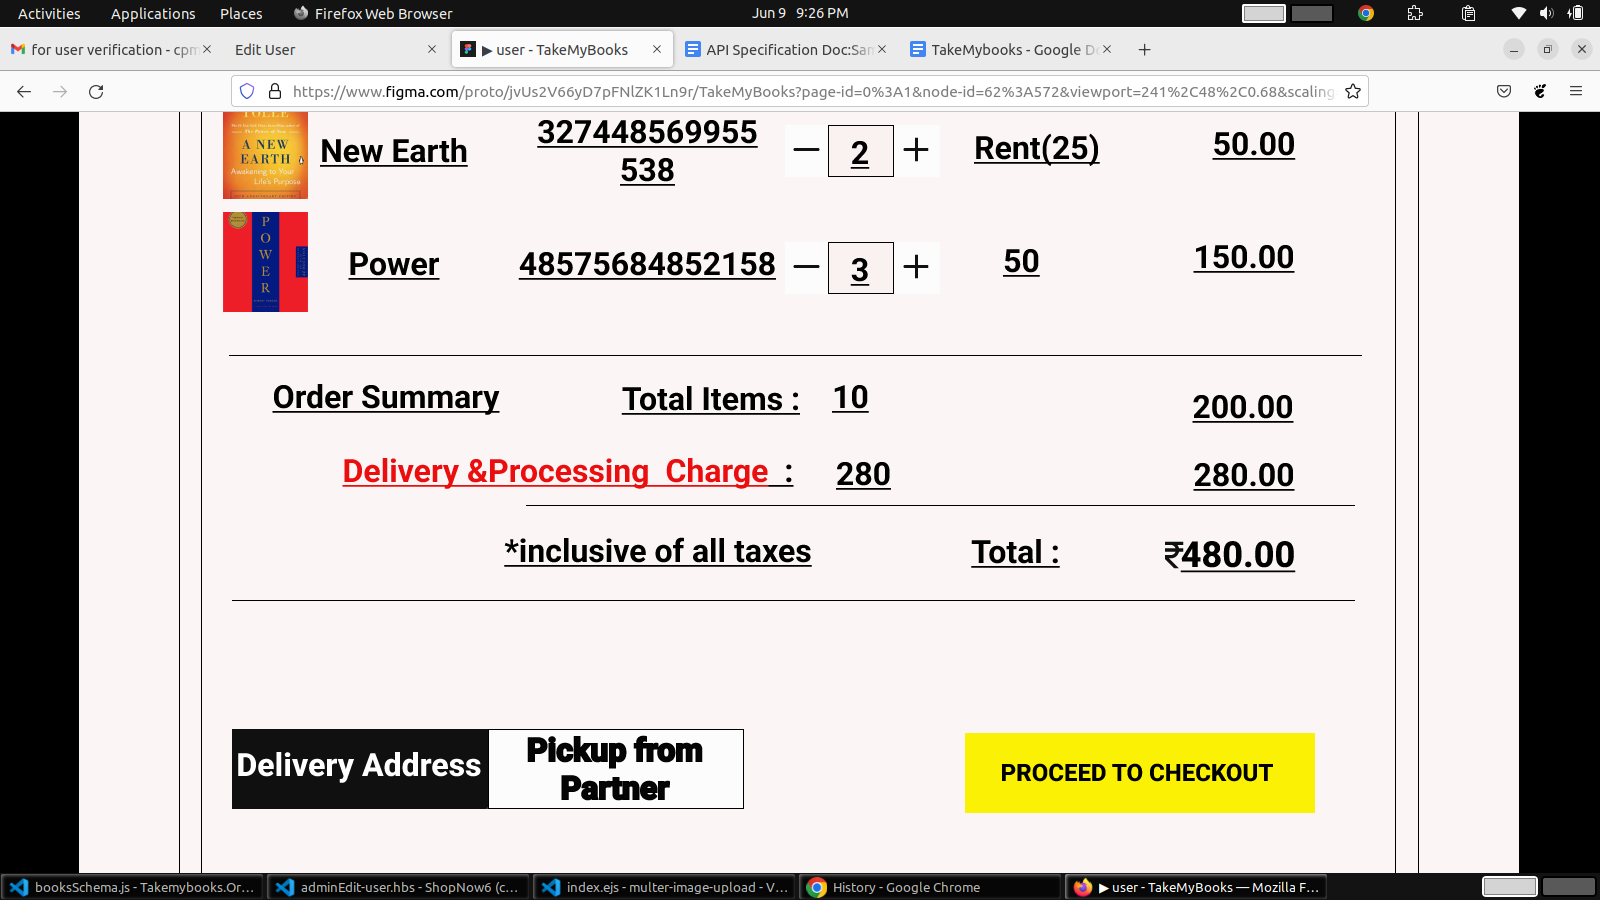 Activities Applications Places Firefox Web Browser Jun 9 9:26 PM
for user verification - cpm Edit User ▶ user - TakeMyBooks API Specification Doc:San TakeMybooks - Google Do
https://www.figma.com/proto/jvUs2V66yD7pFNlZK1Ln9r/TakeMyBooks?page-id=0%3A1&node-id=62%3A572&viewport=241%2C48%2C0.68&scaling
TOLLE
A NEW
EARTH
Awakening to Your
Life's Purpose
New Earth 327448569955 − 2 + Rent(25) 50.00
538
POWER
Power 48575684852158 − 3 + 50 150.00
Order Summary Total Items : 10 200.00
Delivery &Processing Charge : 280 280.00
*inclusive of all taxes Total : ₹480.00
Delivery Address Pickup from
Partner
PROCEED TO CHECKOUT
booksSchema.js - Takemybooks.Or... adminEdit-user.hbs - ShopNow6 (c... index.ejs - multer-image-upload - V... History - Google Chrome ▶ user - TakeMyBooks — Mozilla F...